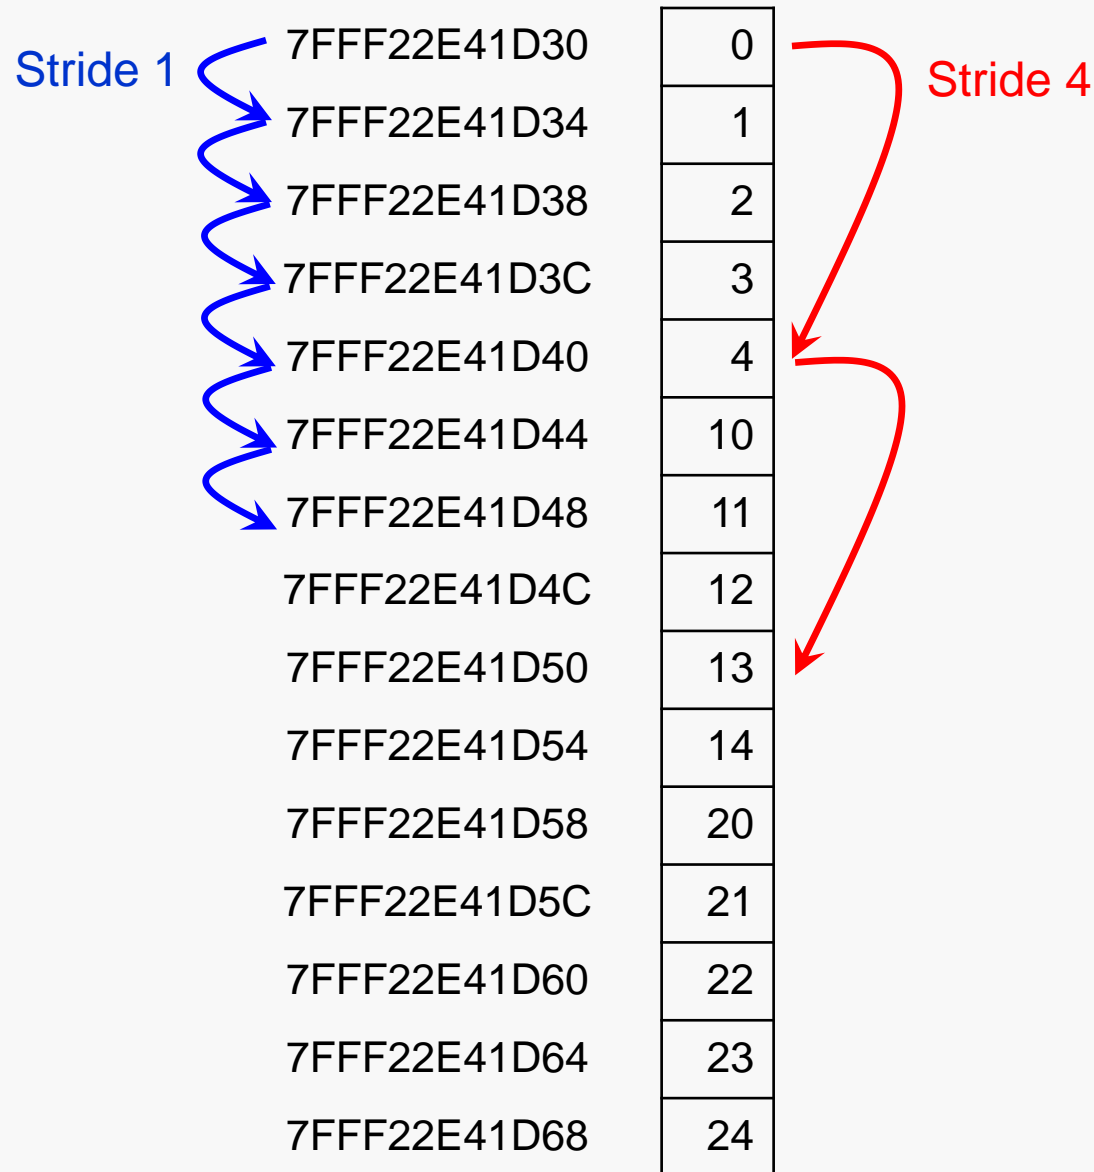 7FFF22E41D30 0
Stride 1
Stride 4
7FFF22E41D34 1
7FFF22E41D38 2
7FFF22E41D3C 3
7FFF22E41D40 4
7FFF22E41D44 10
7FFF22E41D48 11
7FFF22E41D4C 12
7FFF22E41D50 13
7FFF22E41D54 14
7FFF22E41D58 20
7FFF22E41D5C 21
7FFF22E41D60 22
7FFF22E41D64 23
7FFF22E41D68 24